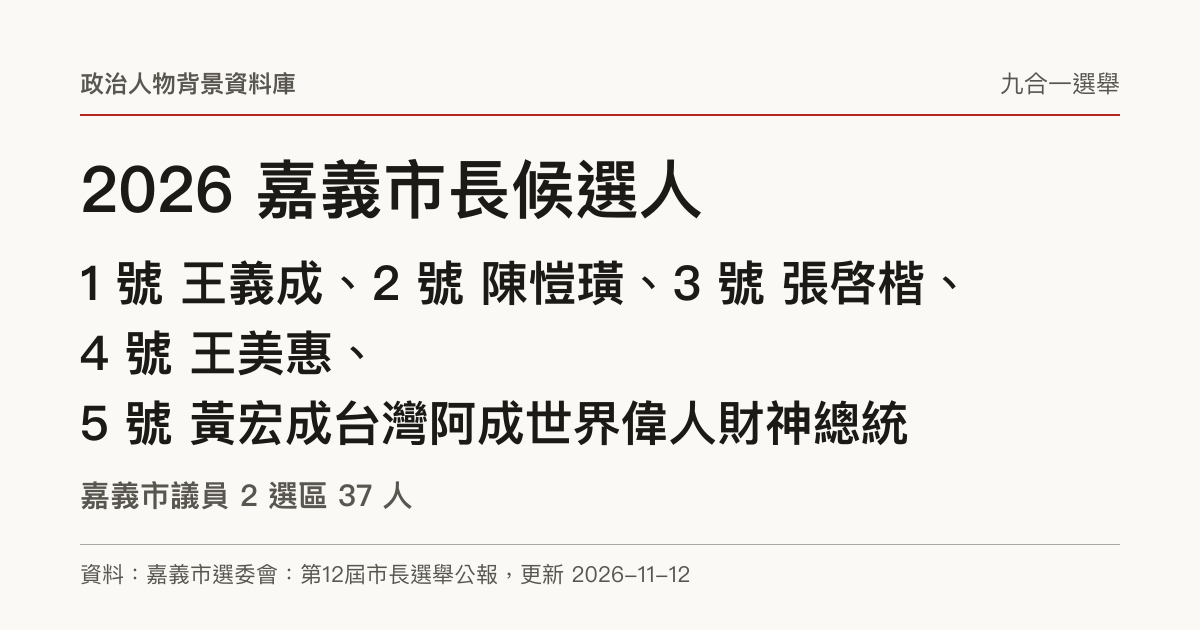 政治人物背景資料庫
九合一選舉
2026 嘉義市長候選人
1 號 王義成、2 號 陳愷璜、3 號 張啓楷、
4 號 王美惠、
5 號 黃宏成台灣阿成世界偉人財神總統
嘉義市議員 2 選區 37 人
資料：嘉義市選委會：第12屆市長選舉公報，更新 2026-11-12